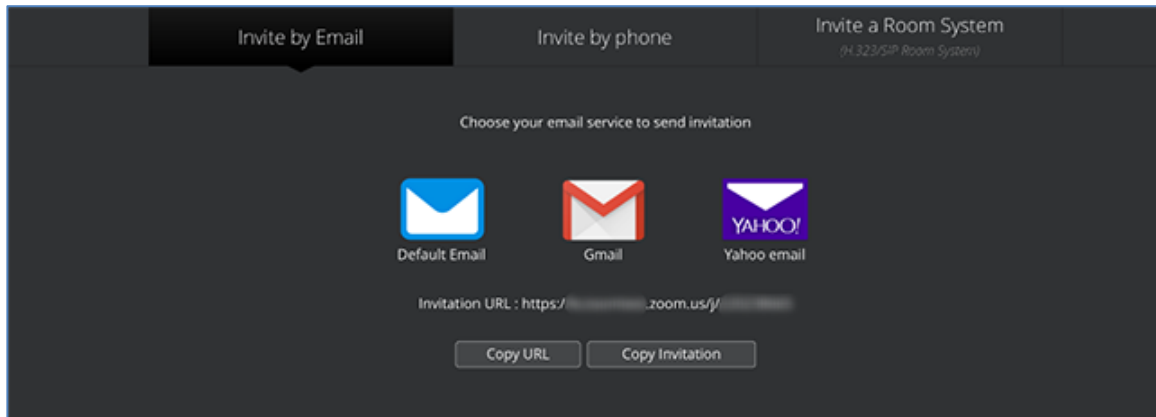 Invite by Email
Invite by phone
Invite a Room System
(H.323/SIP Room System)
Choose your email service to send invitation
YAHOO!
Default Email
Gmail
Yahoo email
Invitation URL : https:/ .zoom.us/j/
Copy URL
Copy Invitation